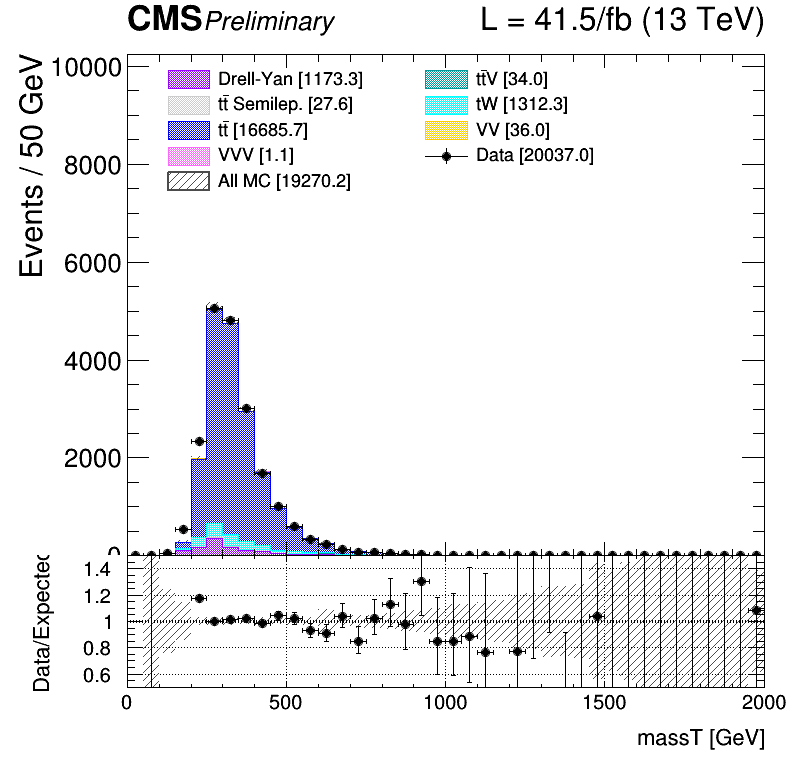 CMS Preliminary L = 41.5/fb (13 TeV)
Events / 50 GeV
10000
8000
6000
4000
2000
0
Drell-Yan [1173.3]
tt̄ Semilep. [27.6]
tt̄ [16685.7]
VVV [1.1]
All MC [19270.2]
tt̄V [34.0]
tW [1312.3]
VV [36.0]
Data [20037.0]
Data/Expected
1.4
1.2
1
0.8
0.6
0 500 1000 1500 2000
massT [GeV]